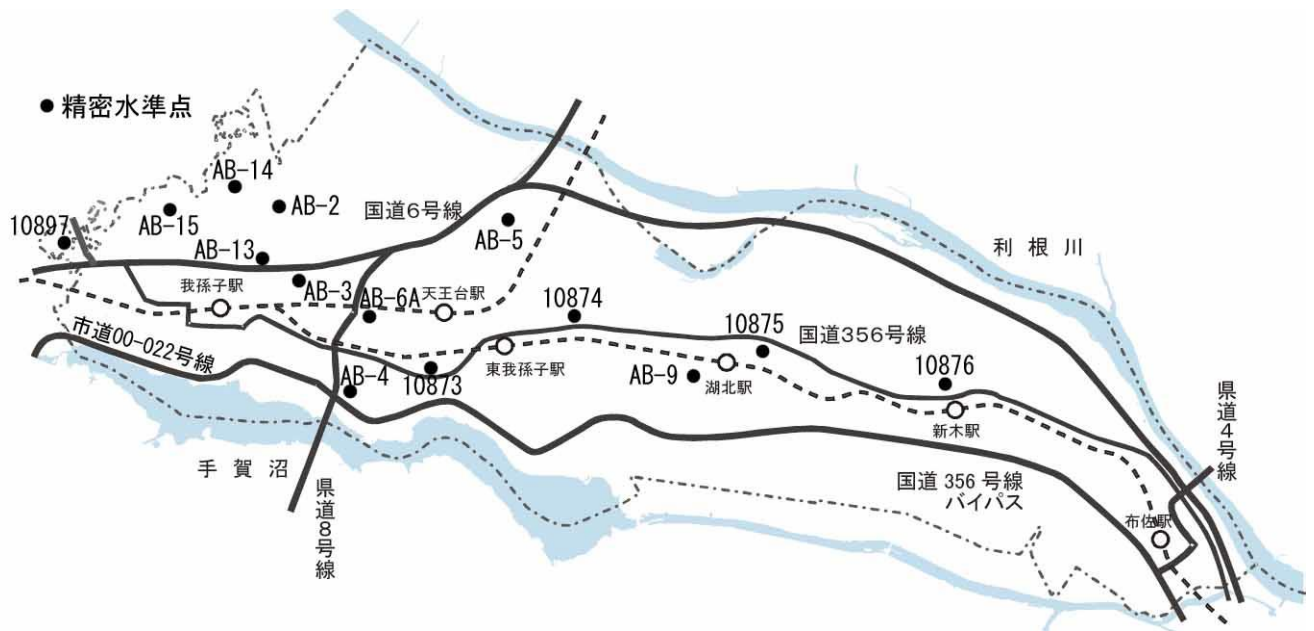 ● 精密水準点
AB-14
AB-2
AB-15
10897
AB-13
国道6号線
AB-5
利根川
我孫子駅
AB-3
AB-6A
天王台駅
10874
10875
国道356号線
市道00-022号線
東我孫子駅
10876
AB-4
10873
AB-9
湖北駅
新木駅
県道4号線
手賀沼
県道8号線
国道 356 号線
バイパス
布佐駅